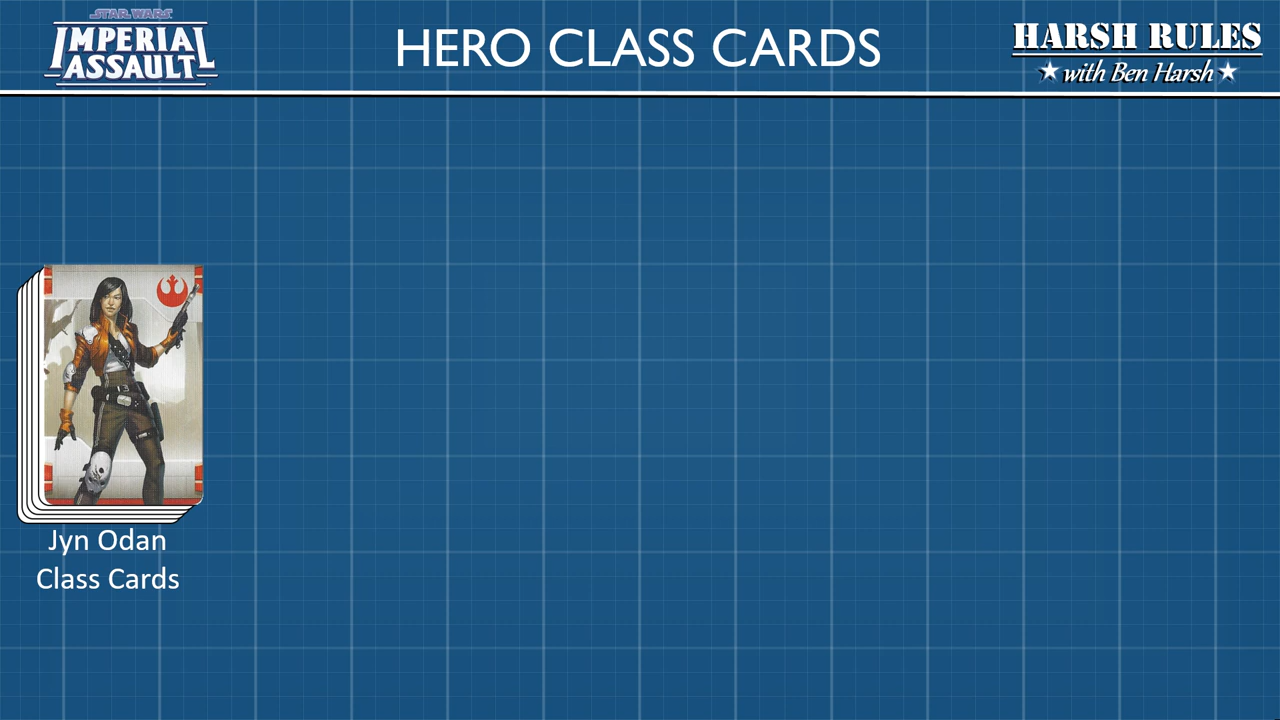 STAR WARS
IMPERIAL
ASSAULT
HERO CLASS CARDS
HARSH RULES
with Ben Harsh
Jyn Odan
Class Cards